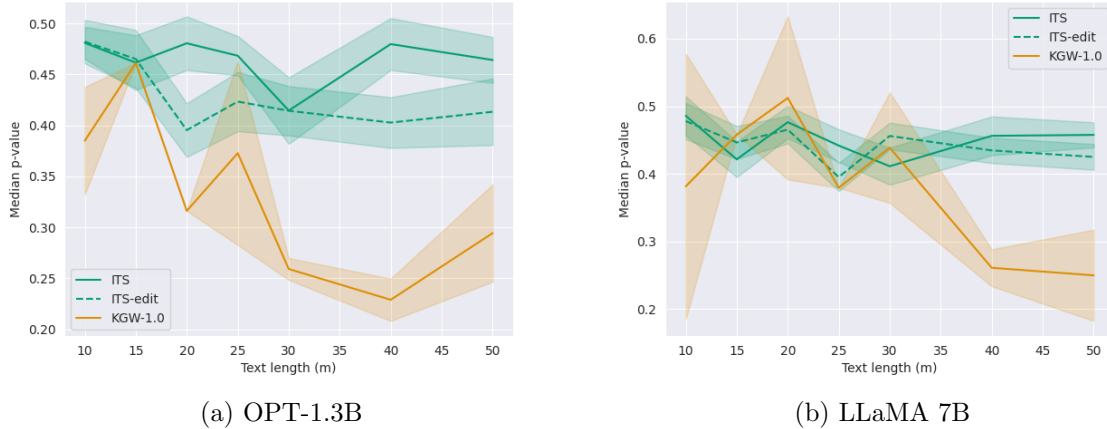 0.50
0.45
0.40
0.35
0.30
0.25
0.20
Median p-value
ITS
ITS-edit
KGW-1.0
10 15 20 25 30 35 40 45 50
Text length (m)
(a) OPT-1.3B
0.6
0.5
0.4
0.3
0.2
Median p-value
ITS
ITS-edit
KGW-1.0
10 15 20 25 30 35 40 45 50
Text length (m)
(b) LLaMA 7B